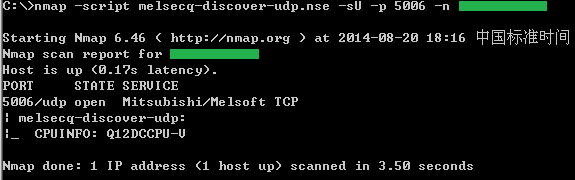 C:\>nmap -script melsecq-discover-udp.nse -sU -p 5006 -n
Starting Nmap 6.46 ( http://nmap.org ) at 2014-08-20 18:16 中国标准时间
Nmap scan report for
Host is up (0.17s latency).
PORT     STATE SERVICE
5006/udp open  Mitsubishi/Melsoft TCP
| melsecq-discover-udp:
|_  CPUINFO: Q12DCCPU-V
Nmap done: 1 IP address (1 host up) scanned in 3.50 seconds